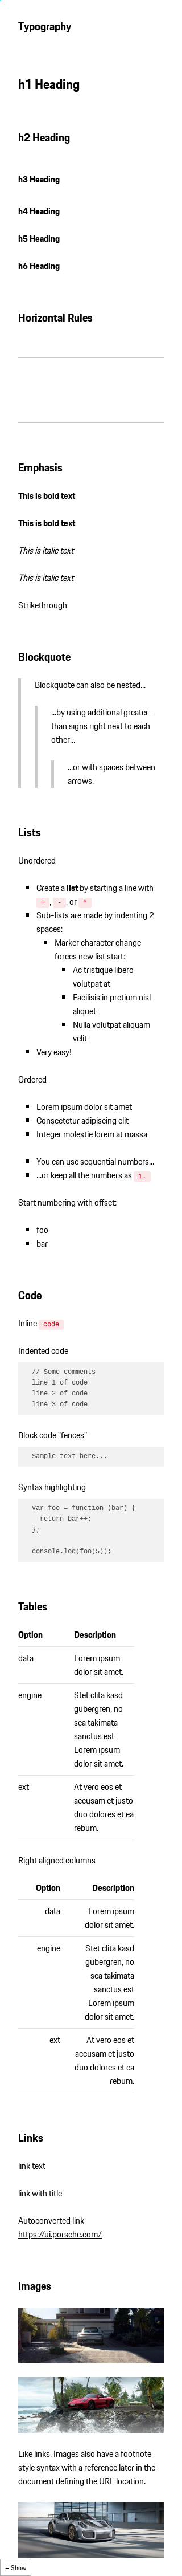 Typography
h1 Heading
h2 Heading
h3 Heading
h4 Heading
h5 Heading
h6 Heading
Horizontal Rules
Emphasis
This is bold text
This is bold text
This is italic text
This is italic text
Strikethrough
Blockquote
Blockquote can also be nested...
...by using additional greater-
than signs right next to each
other...
...or with spaces between
arrows.
Lists
Unordered
Create a list by starting a line with
+ , - , or *
Sub-lists are made by indenting 2
spaces:
Marker character change
forces new list start:
Ac tristique libero
volutpat at
Facilisis in pretium nisl
aliquet
Nulla volutpat aliquam
velit
Very easy!
Ordered
Lorem ipsum dolor sit amet
Consectetur adipiscing elit
Integer molestie lorem at massa
You can use sequential numbers...
...or keep all the numbers as 1.
Start numbering with offset:
foo
bar
Code
Inline code
Indented code
// Some comments
line 1 of code
line 2 of code
line 3 of code
Block code "fences"
Sample text here...
Syntax highlighting
var foo = function (bar) {
return bar++;
};
console.log(foo(5));
Tables
Option Description
data Lorem ipsum
dolor sit amet.
engine Stet clita kasd
gubergren, no
sea takimata
sanctus est
Lorem ipsum
dolor sit amet.
ext At vero eos et
accusam et justo
duo dolores et ea
rebum.
Right aligned columns
Option Description
data Lorem ipsum
dolor sit amet.
engine Stet clita kasd
gubergren, no
sea takimata
sanctus est
Lorem ipsum
dolor sit amet.
ext At vero eos et
accusam et justo
duo dolores et ea
rebum.
Links
link text
link with title
Autoconverted link
https://ui.porsche.com/
Images
Like links, Images also have a footnote
style syntax with a reference later in the
document defining the URL location.
+ Show